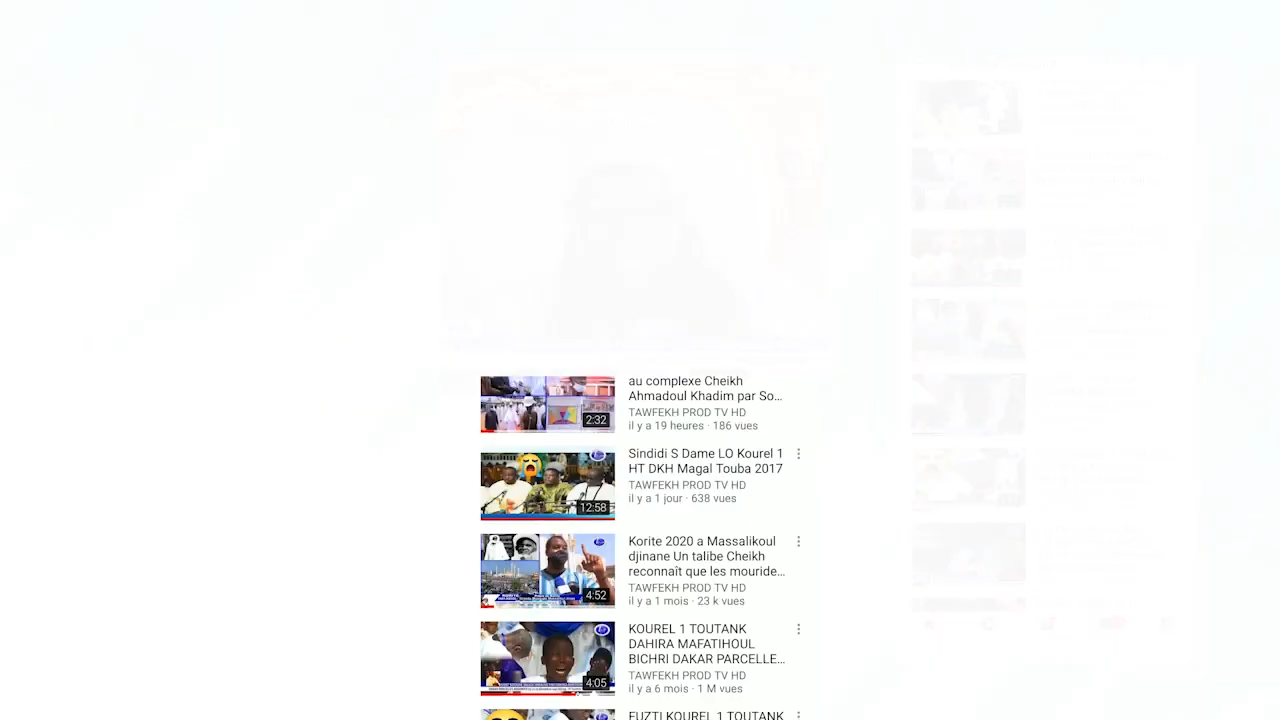 au complexe Cheikh
Ahmadoul Khadim par So...
TAWFEKH PROD TV HD
il y a 19 heures · 186 vues
2:32
Sindidi S Dame LO Kourel 1
HT DKH Magal Touba 2017
TAWFEKH PROD TV HD
il y a 1 jour · 638 vues
12:58
Korite 2020 a Massalikoul
djinane Un talibe Cheikh
reconnaît que les mouride...
TAWFEKH PROD TV HD
il y a 1 mois · 23 k vues
4:52
KOUREL 1 TOUTANK
DAHIRA MAFATIHOUL
BICHRI DAKAR PARCELLE...
TAWFEKH PROD TV HD
il y a 6 mois · 1 M vues
4:05
FUZTI KOUREL 1 TOUTANK